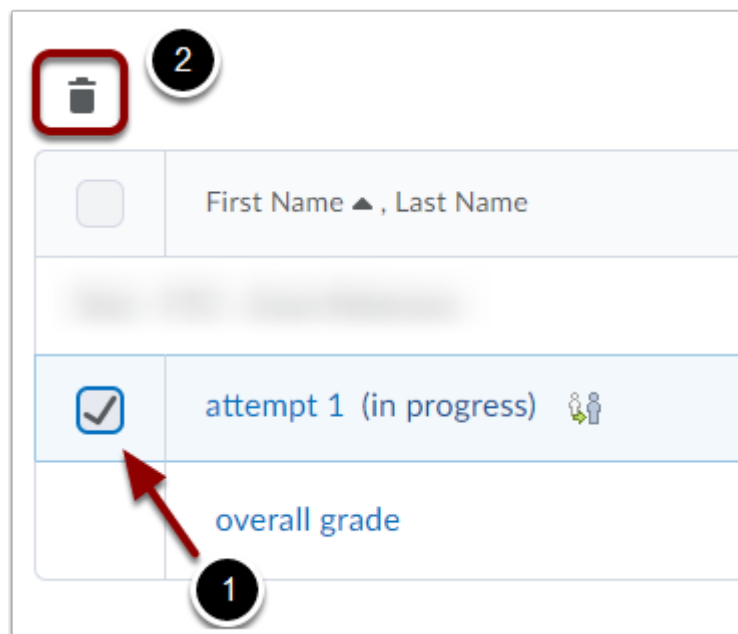 2
First Name ▲ , Last Name
attempt 1 (in progress)
overall grade
1